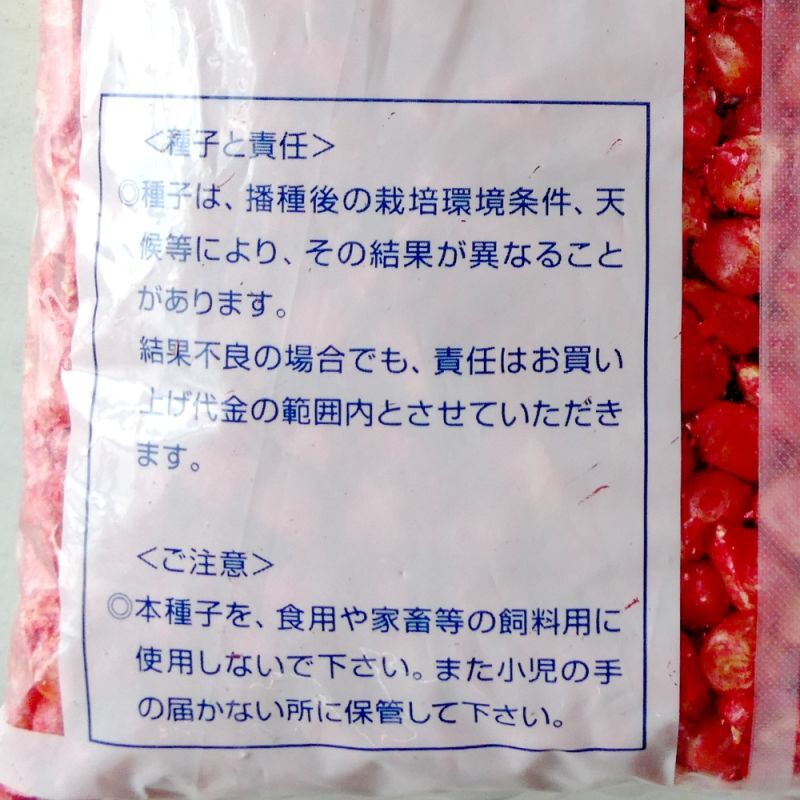 <種子と責任>
◎種子は、播種後の栽培環境条件、天
候等により、その結果が異なること
があります。
結果不良の場合でも、責任はお買い
上げ代金の範囲内とさせていただき
ます。
<ご注意>
◎本種子を、食用や家畜等の飼料用に
使用しないで下さい。また小児の手
の届かない所に保管して下さい。